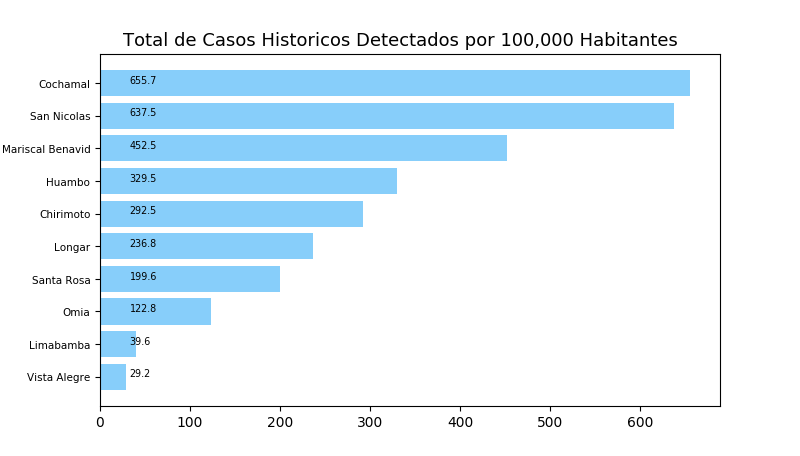 Total de Casos Historicos Detectados por 100,000 Habitantes
Cochamal 655.7
San Nicolas 637.5
Mariscal Benavid 452.5
Huambo 329.5
Chirimoto 292.5
Longar 236.8
Santa Rosa 199.6
Omia 122.8
Limabamba 39.6
Vista Alegre 29.2
0 100 200 300 400 500 600